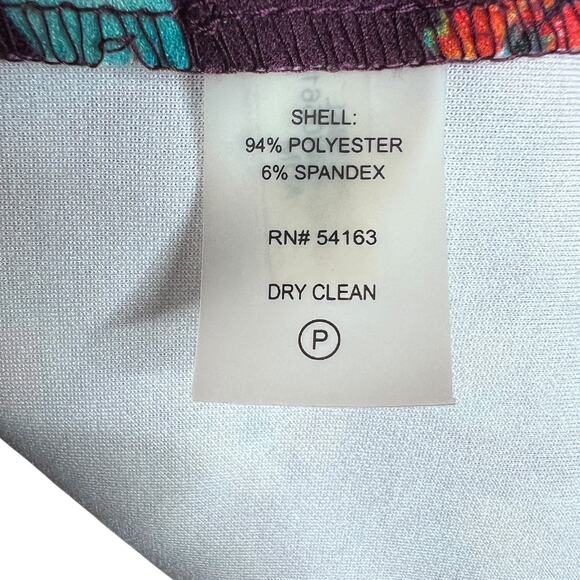 SHELL:
94% POLYESTER
6% SPANDEX
RN# 54163
DRY CLEAN
P